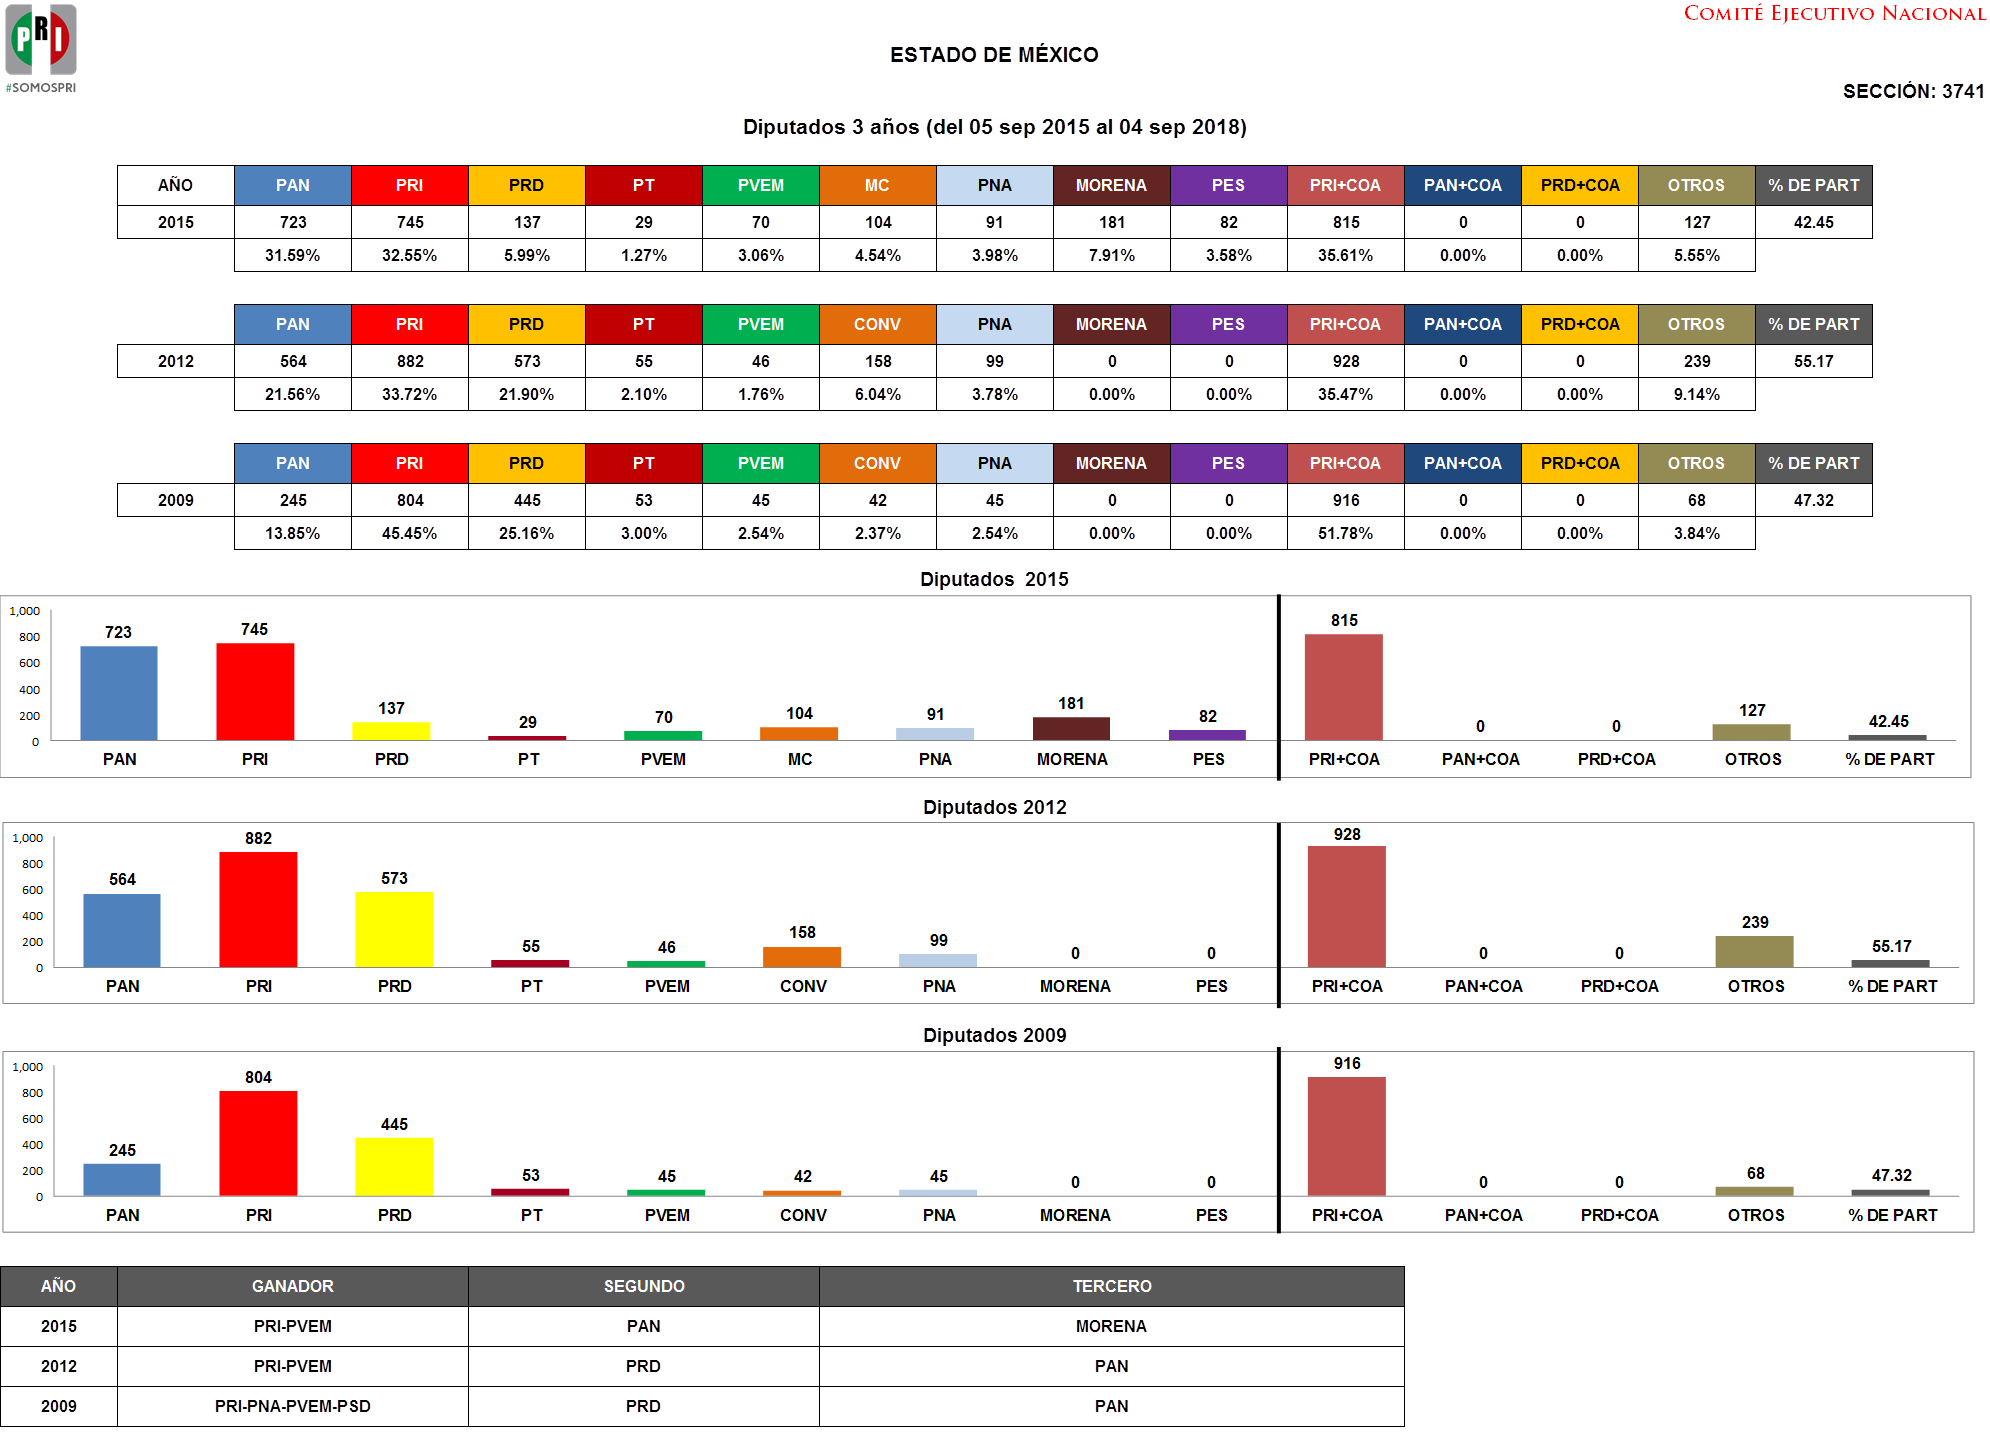 PRI
#SOMOSPRI
COMITÉ EJECUTIVO NACIONAL
ESTADO DE MÉXICO
SECCIÓN: 3741
Diputados 3 años (del 05 sep 2015 al 04 sep 2018)
AÑO PAN PRI PRD PT PVEM MC PNA MORENA PES PRI+COA PAN+COA PRD+COA OTROS % DE PART
2015 723 745 137 29 70 104 91 181 82 815 0 0 127 42.45
31.59% 32.55% 5.99% 1.27% 3.06% 4.54% 3.98% 7.91% 3.58% 35.61% 0.00% 0.00% 5.55%
PAN PRI PRD PT PVEM CONV PNA MORENA PES PRI+COA PAN+COA PRD+COA OTROS % DE PART
2012 564 882 573 55 46 158 99 0 0 928 0 0 239 55.17
21.56% 33.72% 21.90% 2.10% 1.76% 6.04% 3.78% 0.00% 0.00% 35.47% 0.00% 0.00% 9.14%
PAN PRI PRD PT PVEM CONV PNA MORENA PES PRI+COA PAN+COA PRD+COA OTROS % DE PART
2009 245 804 445 53 45 42 45 0 0 916 0 0 68 47.32
13.85% 45.45% 25.16% 3.00% 2.54% 2.37% 2.54% 0.00% 0.00% 51.78% 0.00% 0.00% 3.84%
Diputados 2015
1,000
800
600
400
200
0
723 745 137 29 70 104 91 181 82 815 0 0 127 42.45
PAN PRI PRD PT PVEM MC PNA MORENA PES PRI+COA PAN+COA PRD+COA OTROS % DE PART
Diputados 2012
1,000
800
600
400
200
0
564 882 573 55 46 158 99 0 0 928 0 0 239 55.17
PAN PRI PRD PT PVEM CONV PNA MORENA PES PRI+COA PAN+COA PRD+COA OTROS % DE PART
Diputados 2009
1,000
800
600
400
200
0
245 804 445 53 45 42 45 0 0 916 0 0 68 47.32
PAN PRI PRD PT PVEM CONV PNA MORENA PES PRI+COA PAN+COA PRD+COA OTROS % DE PART
AÑO GANADOR SEGUNDO TERCERO
2015 PRI-PVEM PAN MORENA
2012 PRI-PVEM PRD PAN
2009 PRI-PNA-PVEM-PSD PRD PAN